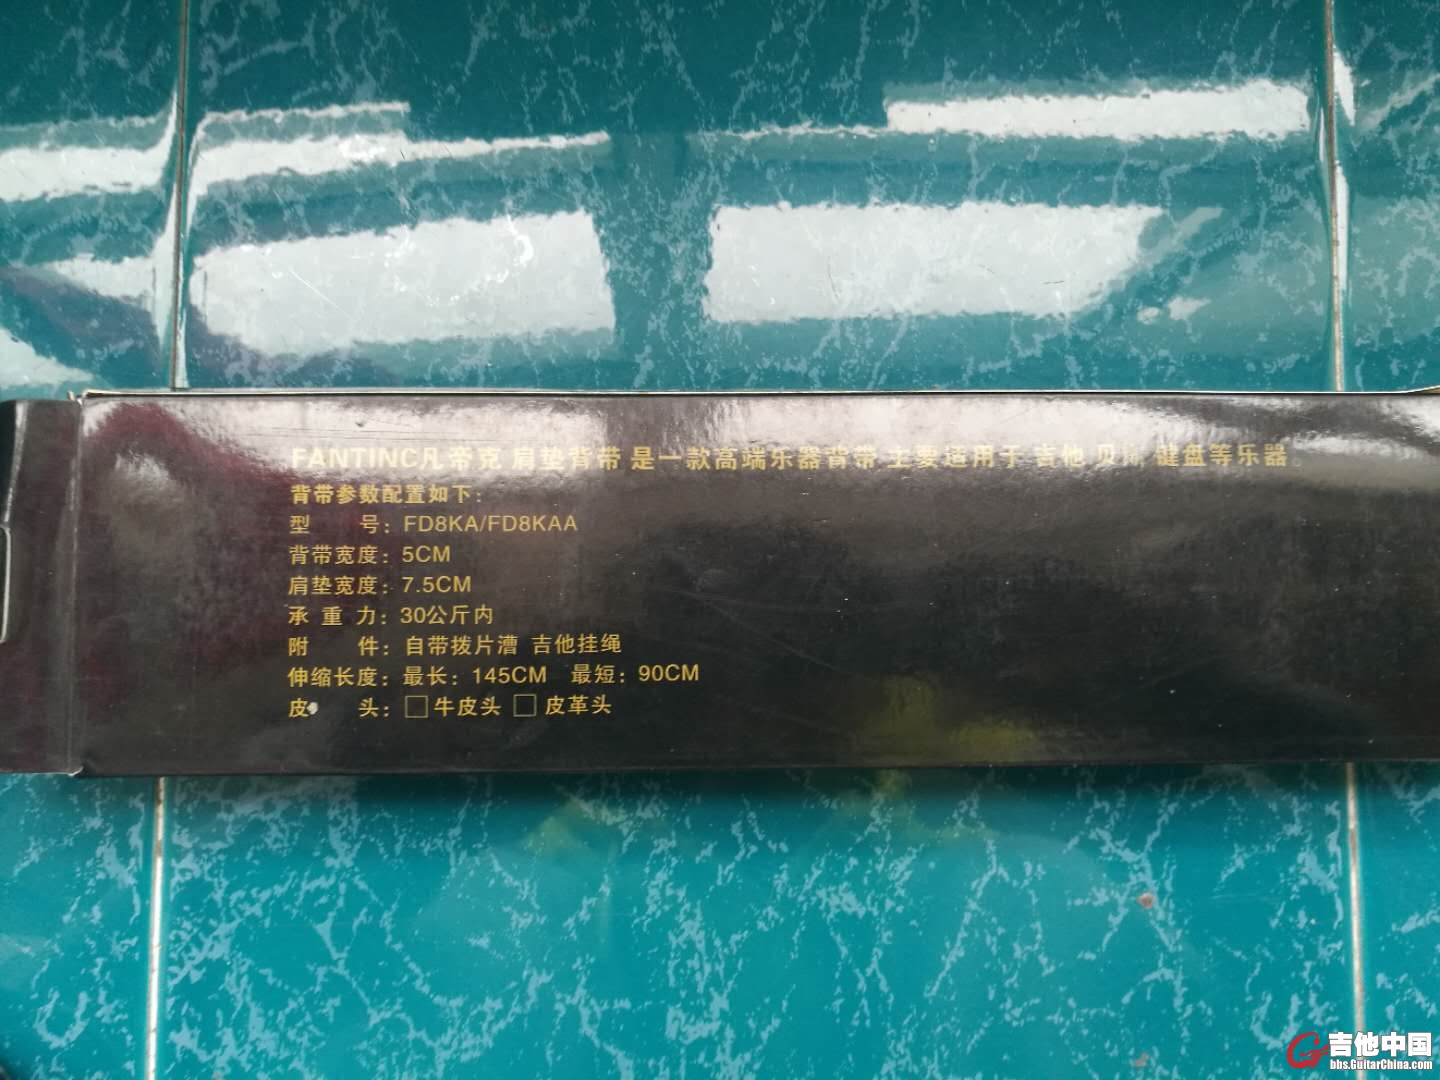 FANTINC凡帝克 肩垫背带 是一款高端乐器背带 主要适用于 吉他 贝斯 键盘等乐器。
背带参数配置如下：
型 号：FD8KA/FD8KAA
背带宽度：5CM
肩垫宽度：7.5CM
承 重 力：30公斤内
附 件：自带拨片漕 吉他挂绳
伸缩长度：最长：145CM 最短：90CM
皮 头：□牛皮头 □皮革头
吉他中国
bbs.GuitarChina.com